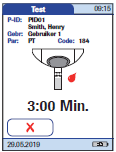 Test 09:15
P-ID: PID01
Smith, Henry
Gebr: Gebruiker 1
Par: PT Code: 184
3:00 Min.
29.05.2019